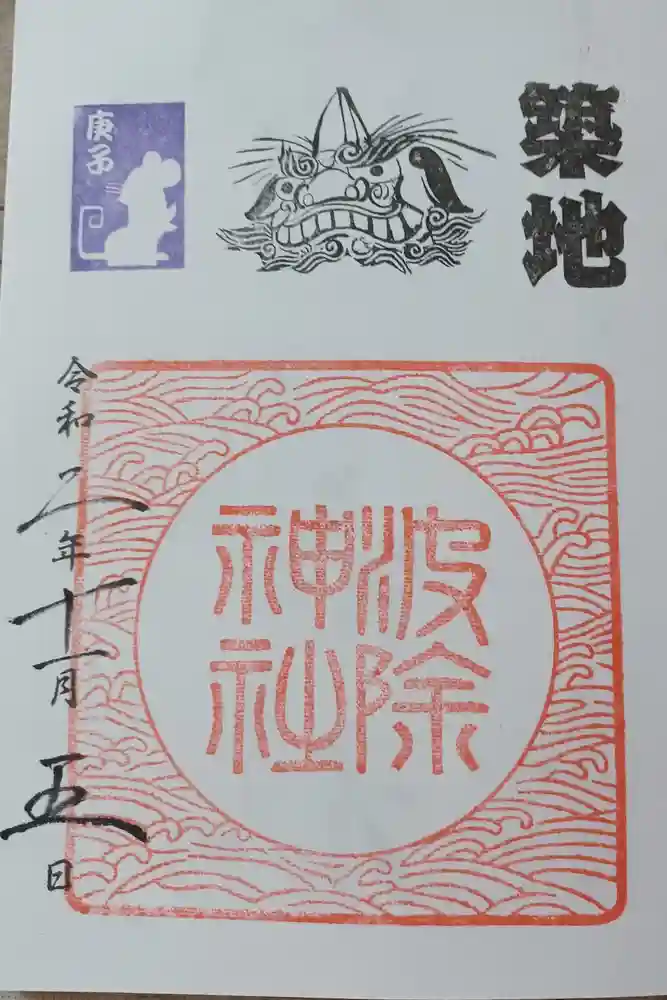 築地
庚子
波除
神社
令和二年十一月五日